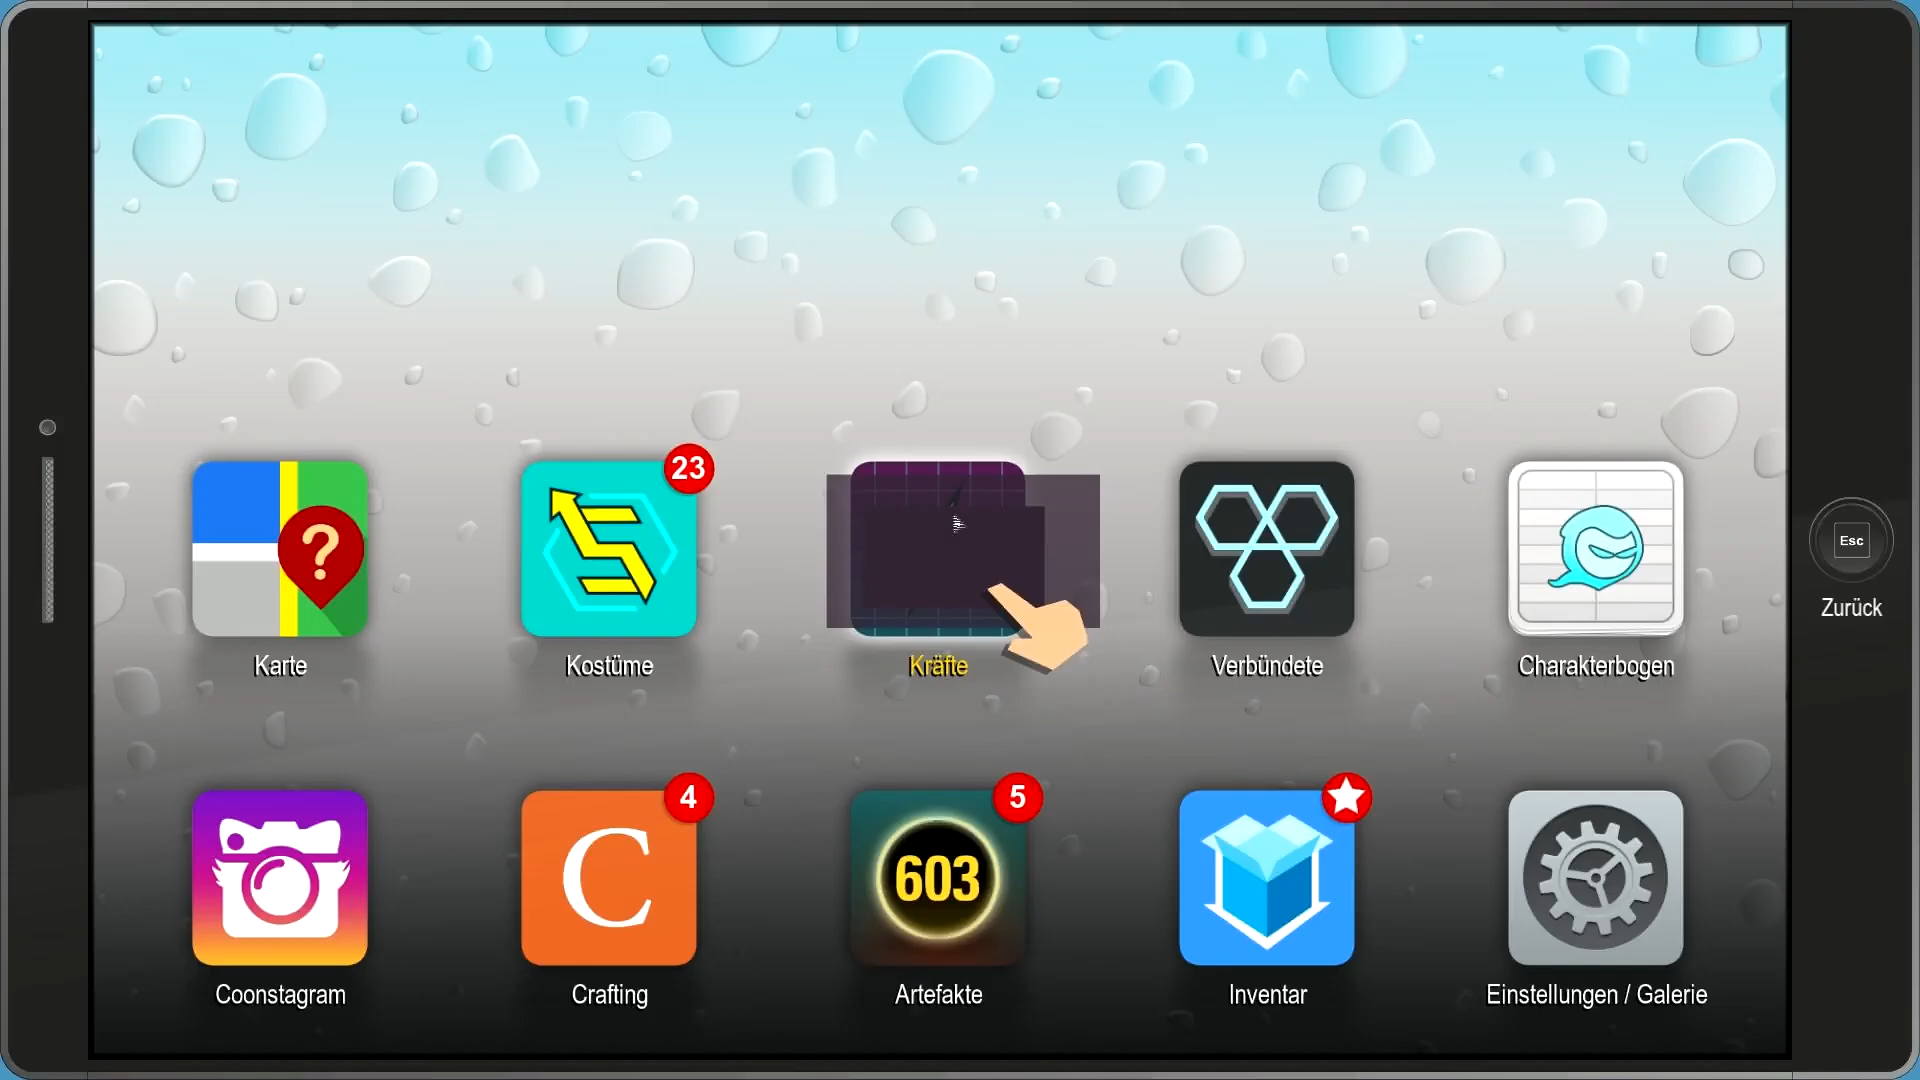 23
?
Esc
Zurück
Karte
Kostüme
Kräfte
Verbündete
Charakterbogen
4
5
C
603
Coonstagram
Crafting
Artefakte
Inventar
Einstellungen / Galerie